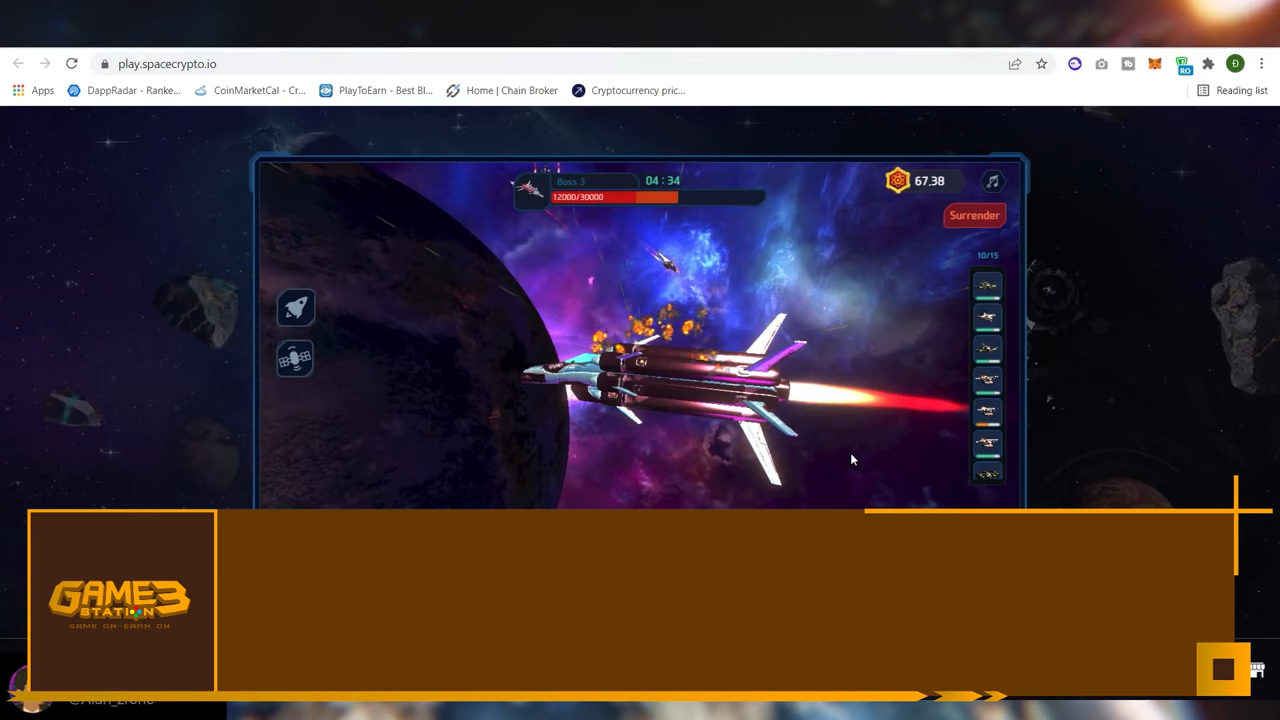 play.spacecrypto.io
RO
Đ
Apps
DappRadar - Ranke...
CoinMarketCal - Cr...
PlayToEarn - Best Bl...
Home | Chain Broker
Cryptocurrency pric...
Reading list
Boss 3
04 : 34
12000/30000
67.38
Surrender
10/15
GAME3
STATION
GAME ON-EARN ON